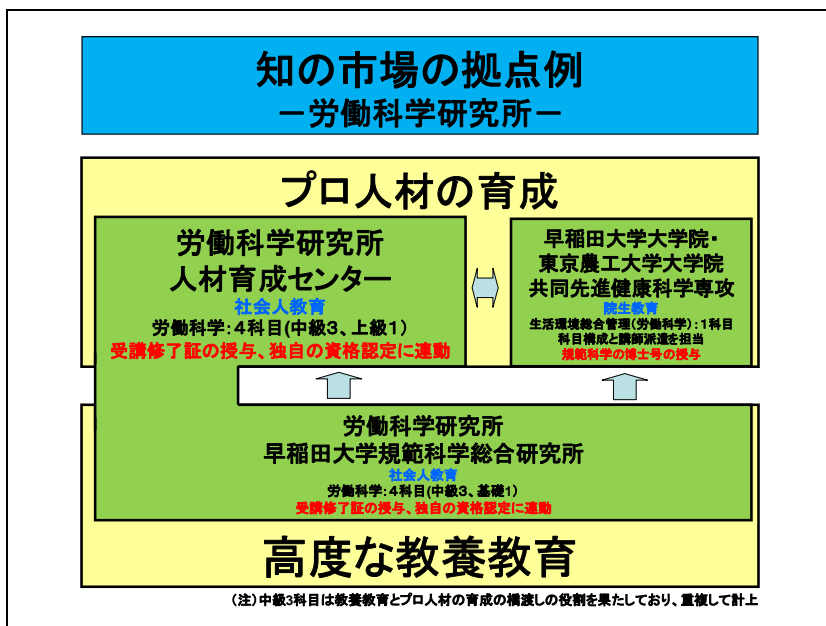 知の市場の拠点例
－労働科学研究所－
プロ人材の育成
労働科学研究所
人材育成センター
社会人教育
労働科学：４科目(中級３、上級１)
受講修了証の授与、独自の資格認定に連動
早稲田大学大学院・
東京農工大学大学院
共同先進健康科学専攻
院生教育
生活環境総合管理(労働科学)：１科目
科目構成と講師派遣を担当
規範科学の博士号の授与
労働科学研究所
早稲田大学規範科学総合研究所
社会人教育
労働科学：４科目(中級３、基礎1)
受講修了証の授与、独自の資格認定に連動
高度な教養教育
（注）中級3科目は教養教育とプロ人材の育成の橋渡しの役割を果たしており、重複して計上